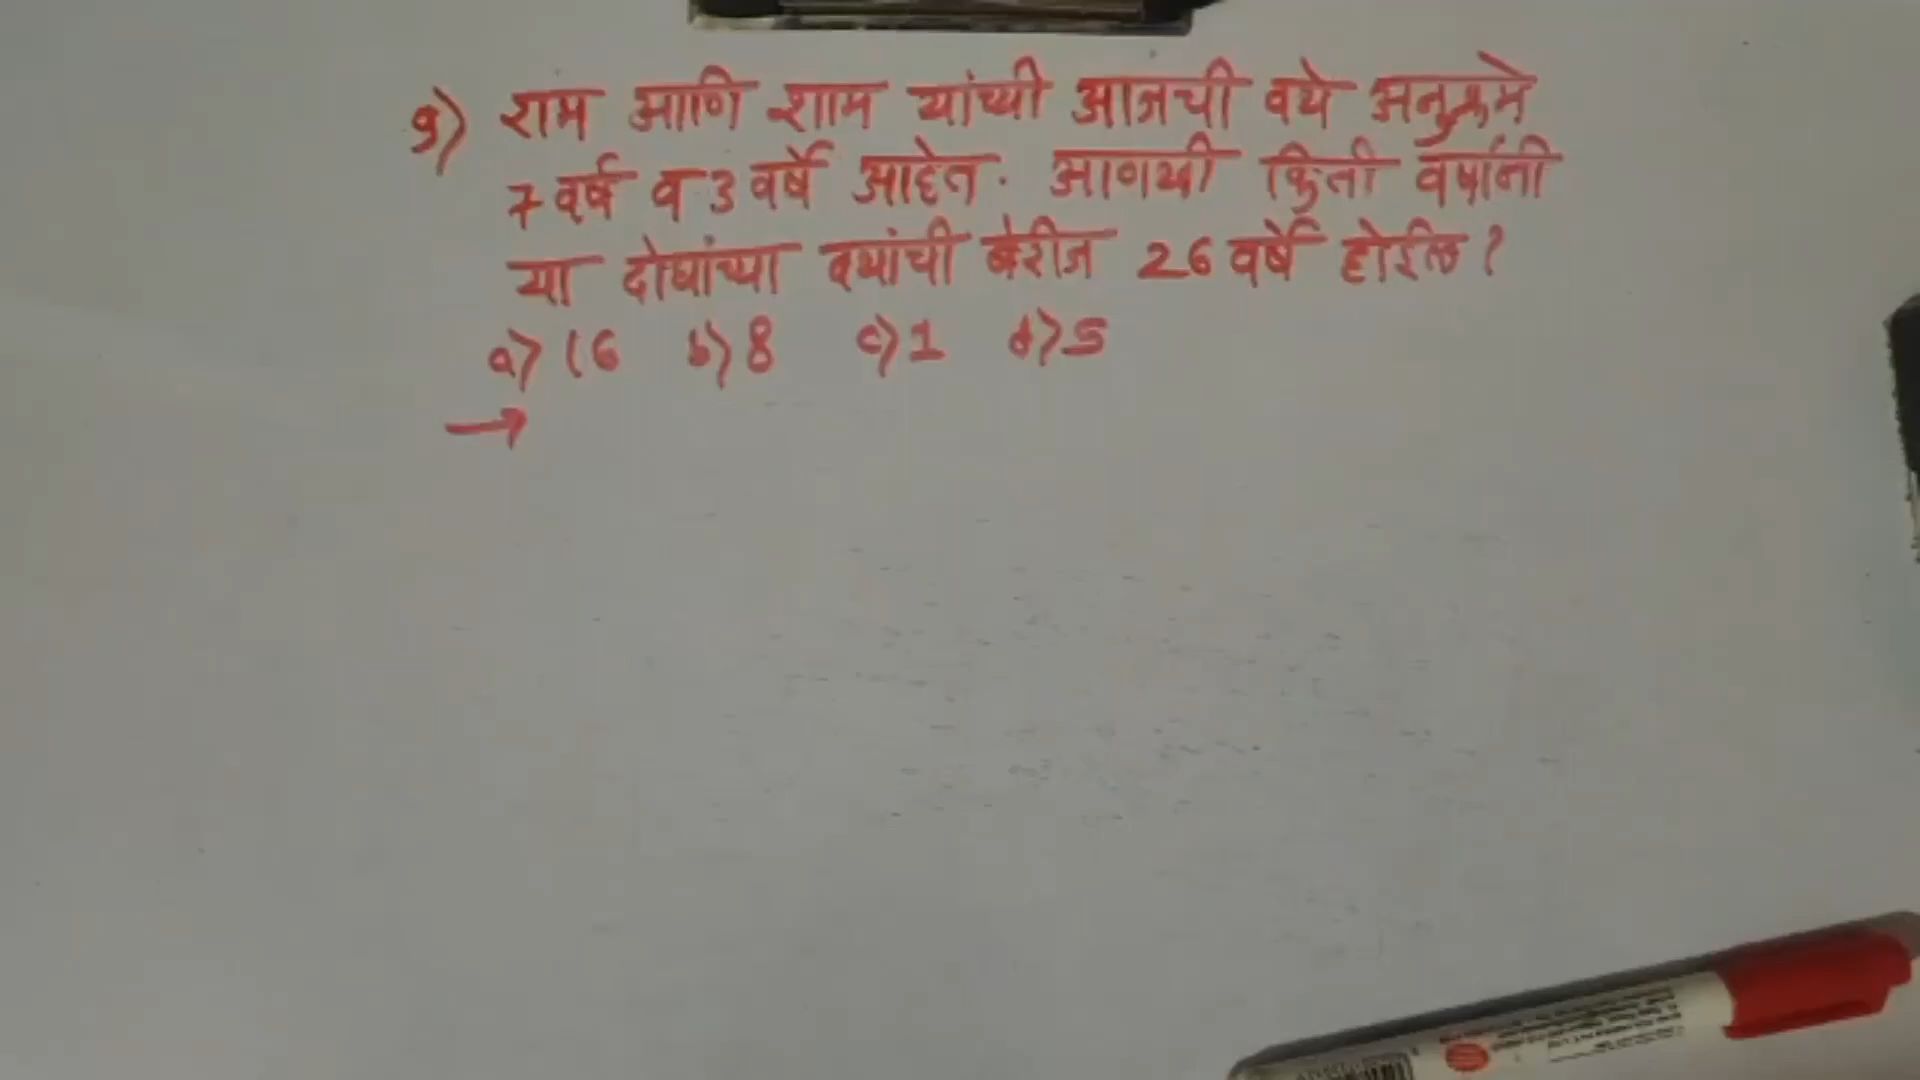 १) राम आणि शाम यांची आजची वये अनुक्रमे
7 वर्षे व 3 वर्षे आहेत. आणखी किती वर्षांनी
या दोघांच्या वयांची बेरीज 26 वर्षे होईल?
a) 16 b) 8 c) 1 d) 5
→